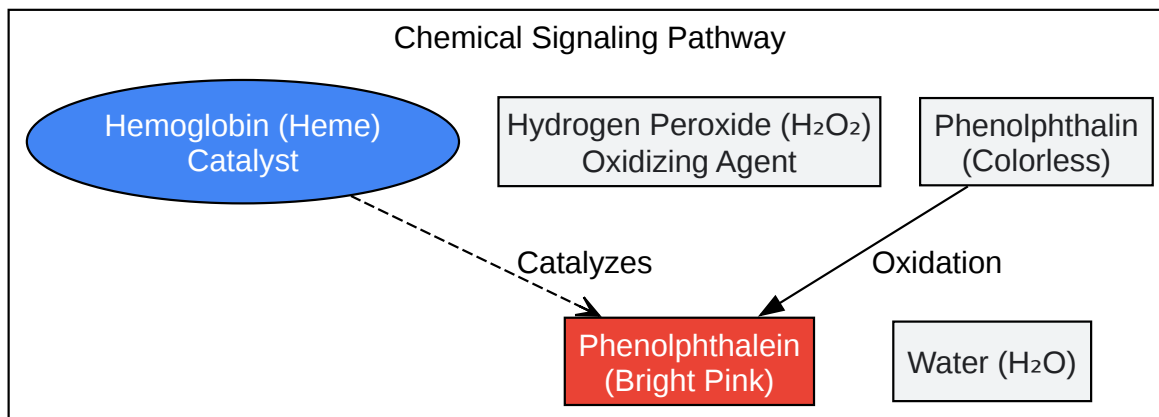 Chemical Signaling Pathway
Hemoglobin (Heme)
Catalyst
Hydrogen Peroxide (H₂O₂)
Oxidizing Agent
Phenolphthalin
(Colorless)
Catalyzes
Oxidation
Phenolphthalein
(Bright Pink)
Water (H₂O)